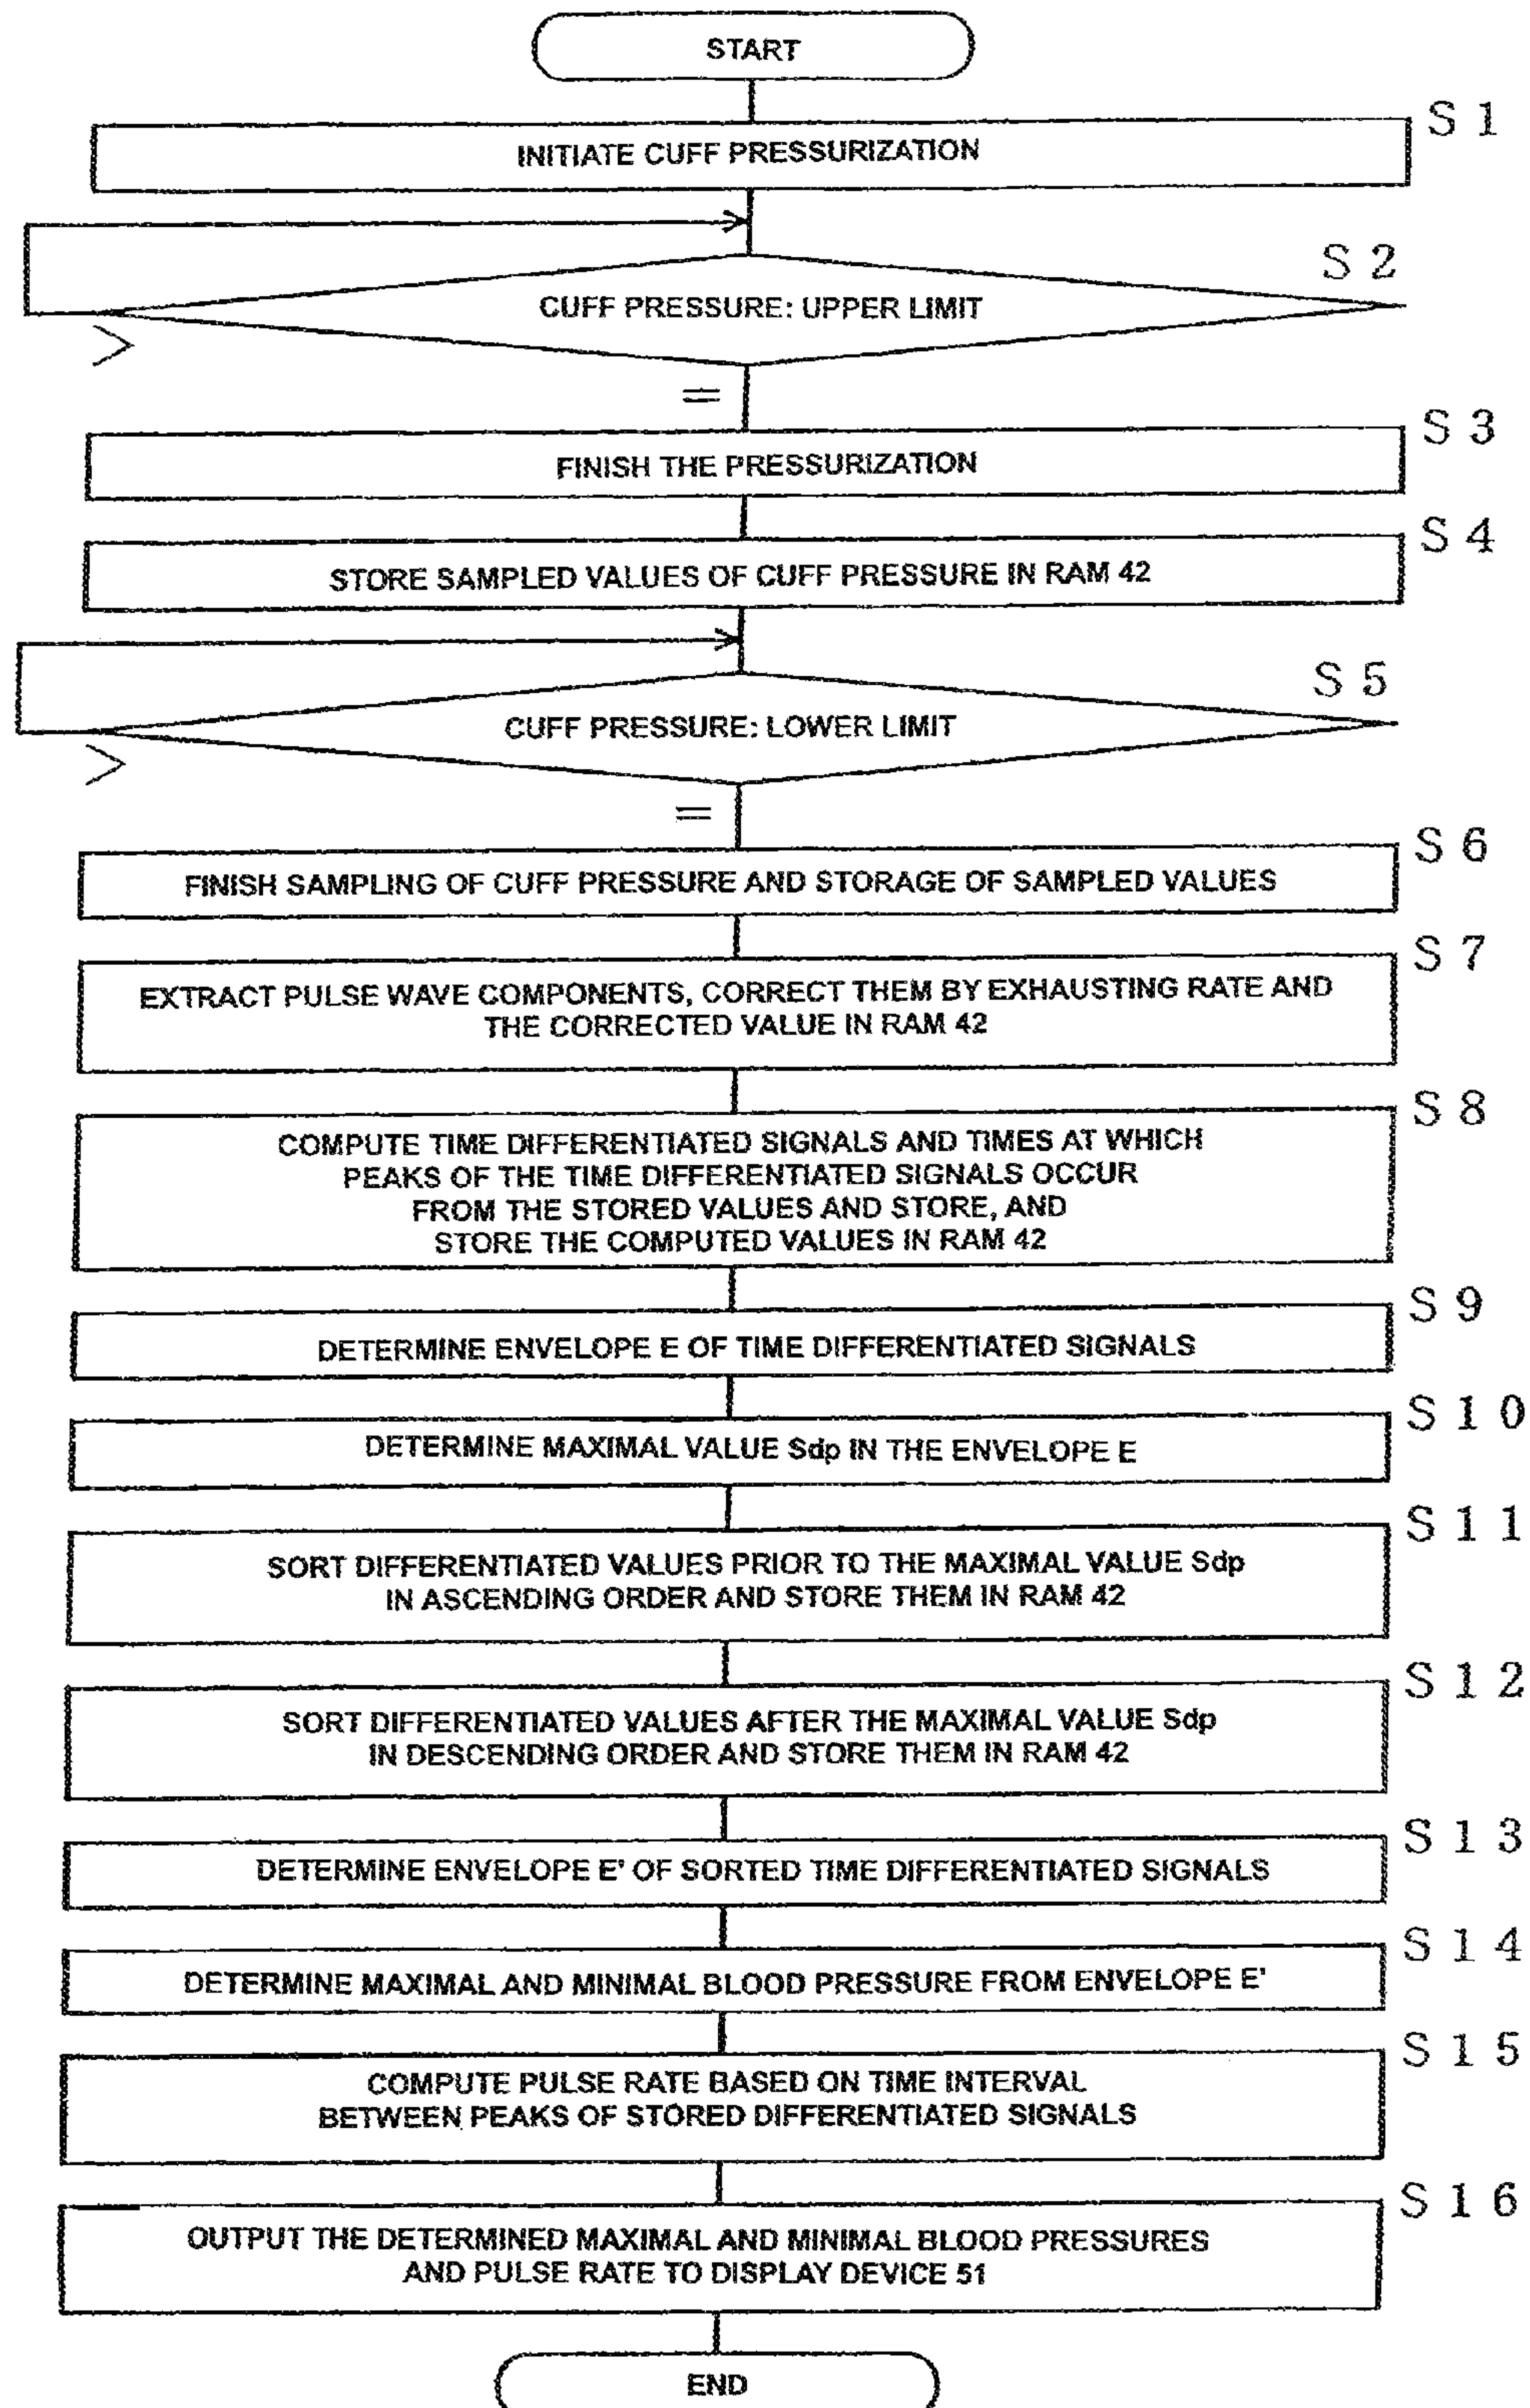 START
S 1
INITIATE CUFF PRESSURIZATION
S 2
CUFF PRESSURE: UPPER LIMIT
>
=
S 3
FINISH THE PRESSURIZATION
S 4
STORE SAMPLED VALUES OF CUFF PRESSURE IN RAM 42
S 5
CUFF PRESSURE: LOWER LIMIT
>
=
S 6
FINISH SAMPLING OF CUFF PRESSURE AND STORAGE OF SAMPLED VALUES
S 7
EXTRACT PULSE WAVE COMPONENTS, CORRECT THEM BY EXHAUSTING RATE AND
THE CORRECTED VALUE IN RAM 42
S 8
COMPUTE TIME DIFFERENTIATED SIGNALS AND TIMES AT WHICH
PEAKS OF THE TIME DIFFERENTIATED SIGNALS OCCUR
FROM THE STORED VALUES AND STORE, AND
STORE THE COMPUTED VALUES IN RAM 42
S 9
DETERMINE ENVELOPE E OF TIME DIFFERENTIATED SIGNALS
S 1 0
DETERMINE MAXIMAL VALUE Sdp IN THE ENVELOPE E
S 1 1
SORT DIFFERENTIATED VALUES PRIOR TO THE MAXIMAL VALUE Sdp
IN ASCENDING ORDER AND STORE THEM IN RAM 42
S 1 2
SORT DIFFERENTIATED VALUES AFTER THE MAXIMAL VALUE Sdp
IN DESCENDING ORDER AND STORE THEM IN RAM 42
S 1 3
DETERMINE ENVELOPE E' OF SORTED TIME DIFFERENTIATED SIGNALS
S 1 4
DETERMINE MAXIMAL AND MINIMAL BLOOD PRESSURE FROM ENVELOPE E'
S 1 5
COMPUTE PULSE RATE BASED ON TIME INTERVAL
BETWEEN PEAKS OF STORED DIFFERENTIATED SIGNALS
S 1 6
OUTPUT THE DETERMINED MAXIMAL AND MINIMAL BLOOD PRESSURES
AND PULSE RATE TO DISPLAY DEVICE 51
END